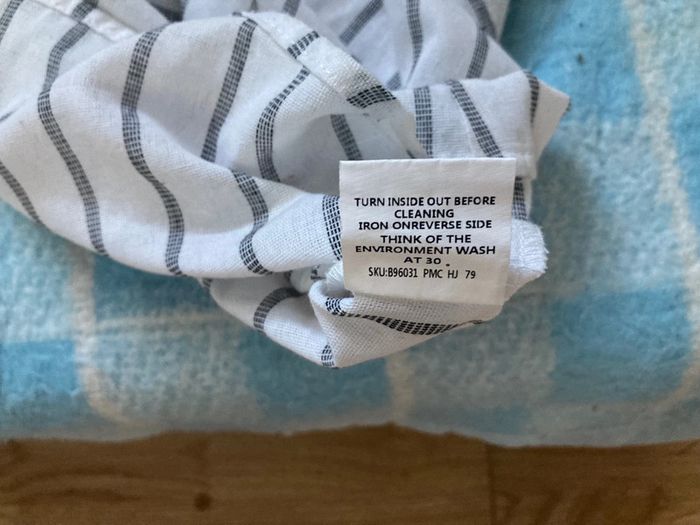 TURN INSIDE OUT BEFORE
CLEANING
IRON ONREVERSE SIDE
THINK OF THE
ENVIRONMENT WASH
AT 30 .
SKU:B96031 PMC HJ 79